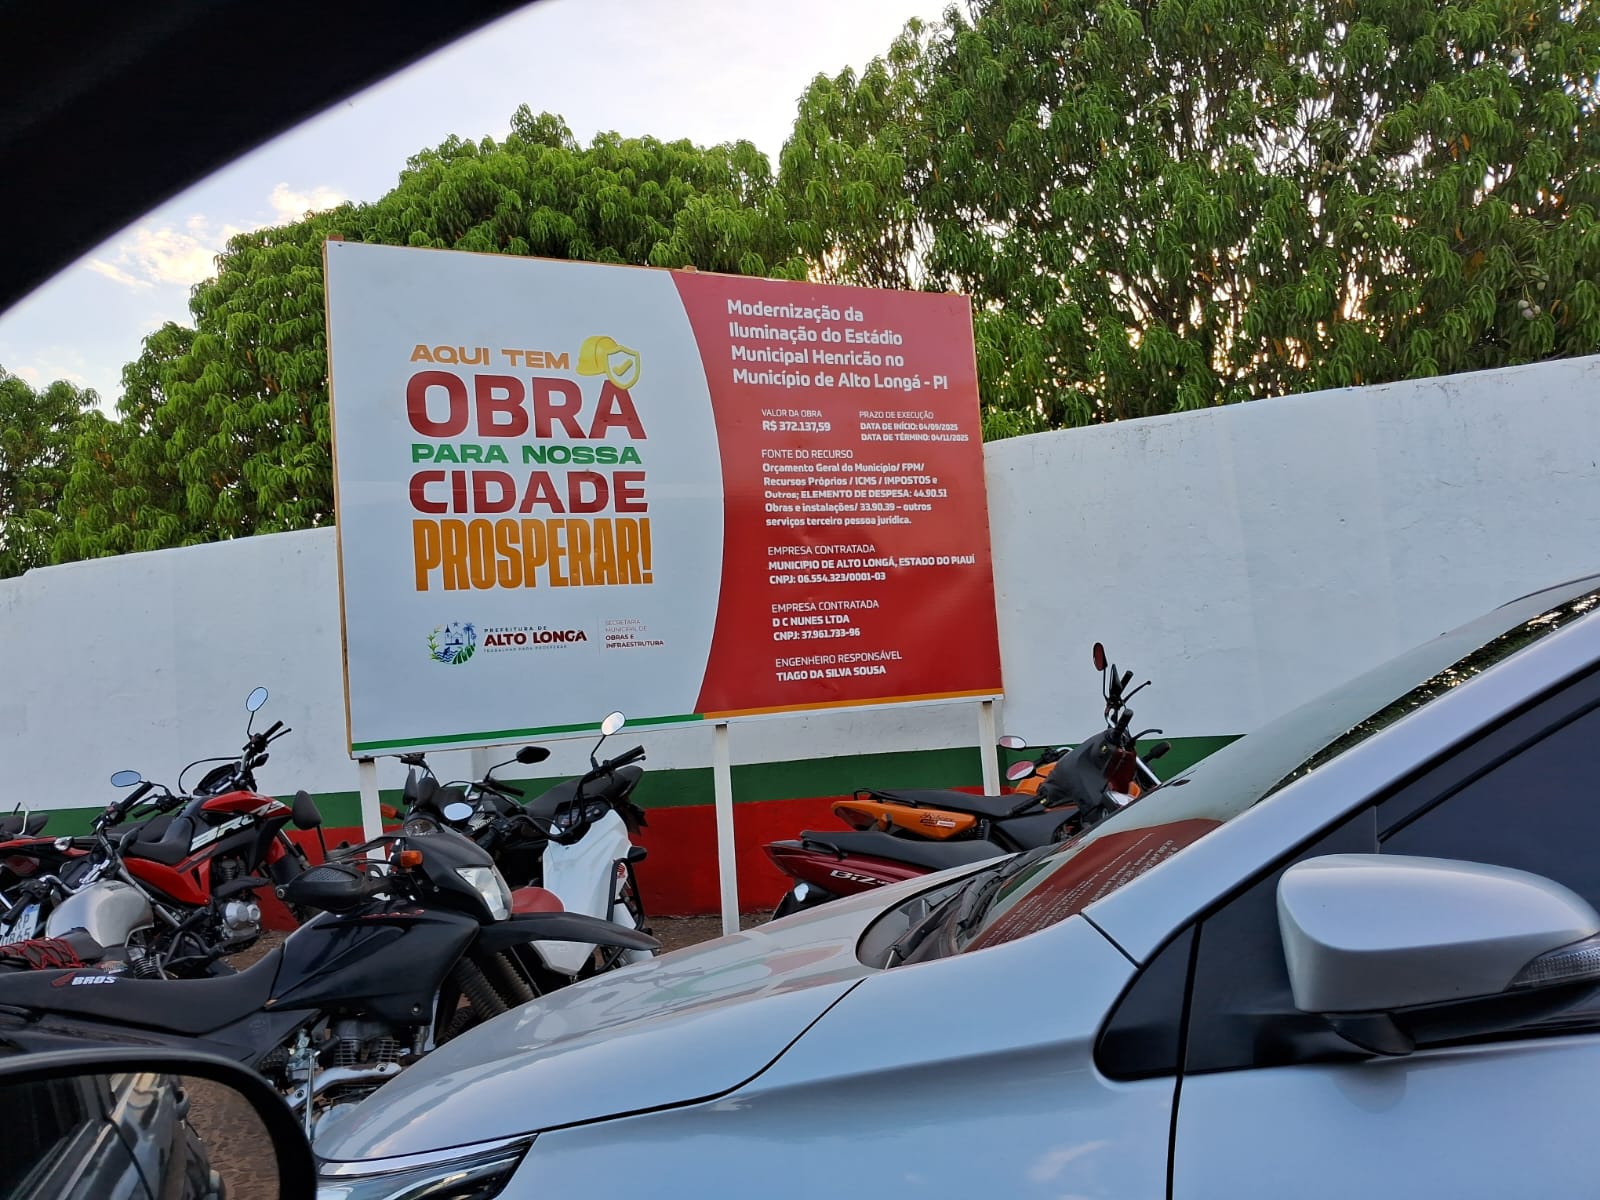 AQUI TEM
OBRA
PARA NOSSA
CIDADE
PROSPERAR!
PREFEITURA DE
ALTO LONGÁ
TRABALHAR PARA PROSPERAR
SECRETARIA
MUNICIPAL DE
OBRAS E
INFRAESTRUTURA
Modernização da
Iluminação do Estádio
Municipal Henricão no
Município de Alto Longá - PI
VALOR DA OBRA
R$ 372.137,59
PRAZO DE EXECUÇÃO
DATA DE INÍCIO: 04/09/2025
DATA DE TÉRMINO: 04/11/2025
FONTE DO RECURSO
Orçamento Geral do Município/ FPM/
Recursos Próprios / ICMS / IMPOSTOS e
Outros; ELEMENTO DE DESPESA: 44.90.51
Obras e instalações/ 33.90.39 – outros
serviços terceiro pessoa jurídica.
EMPRESA CONTRATADA
MUNICIPIO DE ALTO LONGÁ, ESTADO DO PIAUÍ
CNPJ: 06.554.323/0001-03
EMPRESA CONTRATADA
D C NUNES LTDA
CNPJ: 37.961.733-96
ENGENHEIRO RESPONSÁVEL
TIAGO DA SILVA SOUSA
BROS